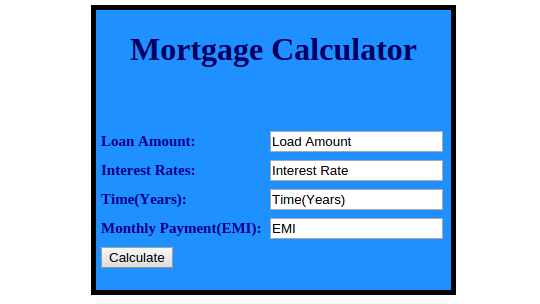 Mortgage Calculator
Loan Amount: Load Amount
Interest Rates: Interest Rate
Time(Years): Time(Years)
Monthly Payment(EMI): EMI
Calculate